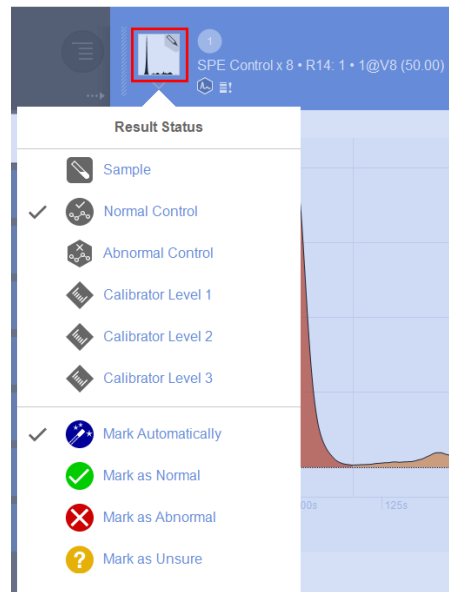 1
SPE Control x 8 • R14: 1 • 1@V8 (50.00)
Result Status
Sample
Normal Control
Abnormal Control
Calibrator Level 1
Calibrator Level 2
Calibrator Level 3
Mark Automatically
Mark as Normal
00s
125s
Mark as Abnormal
Mark as Unsure